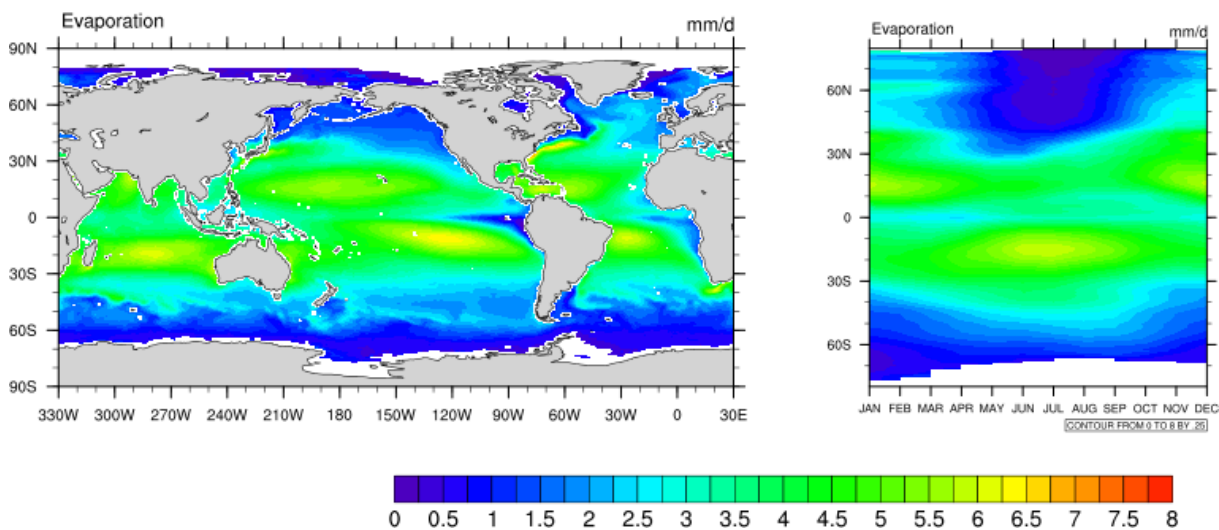 Evaporation mm/d
90N
60N
30N
0
30S
60S
90S
330W 300W 270W 240W 210W 180 150W 120W 90W 60W 30W 0 30E
Evaporation mm/d
60N
30N
0
30S
60S
JAN FEB MAR APR MAY JUN JUL AUG SEP OCT NOV DEC
CONTOUR FROM 0 TO 8 BY .25
0 0.5 1 1.5 2 2.5 3 3.5 4 4.5 5 5.5 6 6.5 7 7.5 8